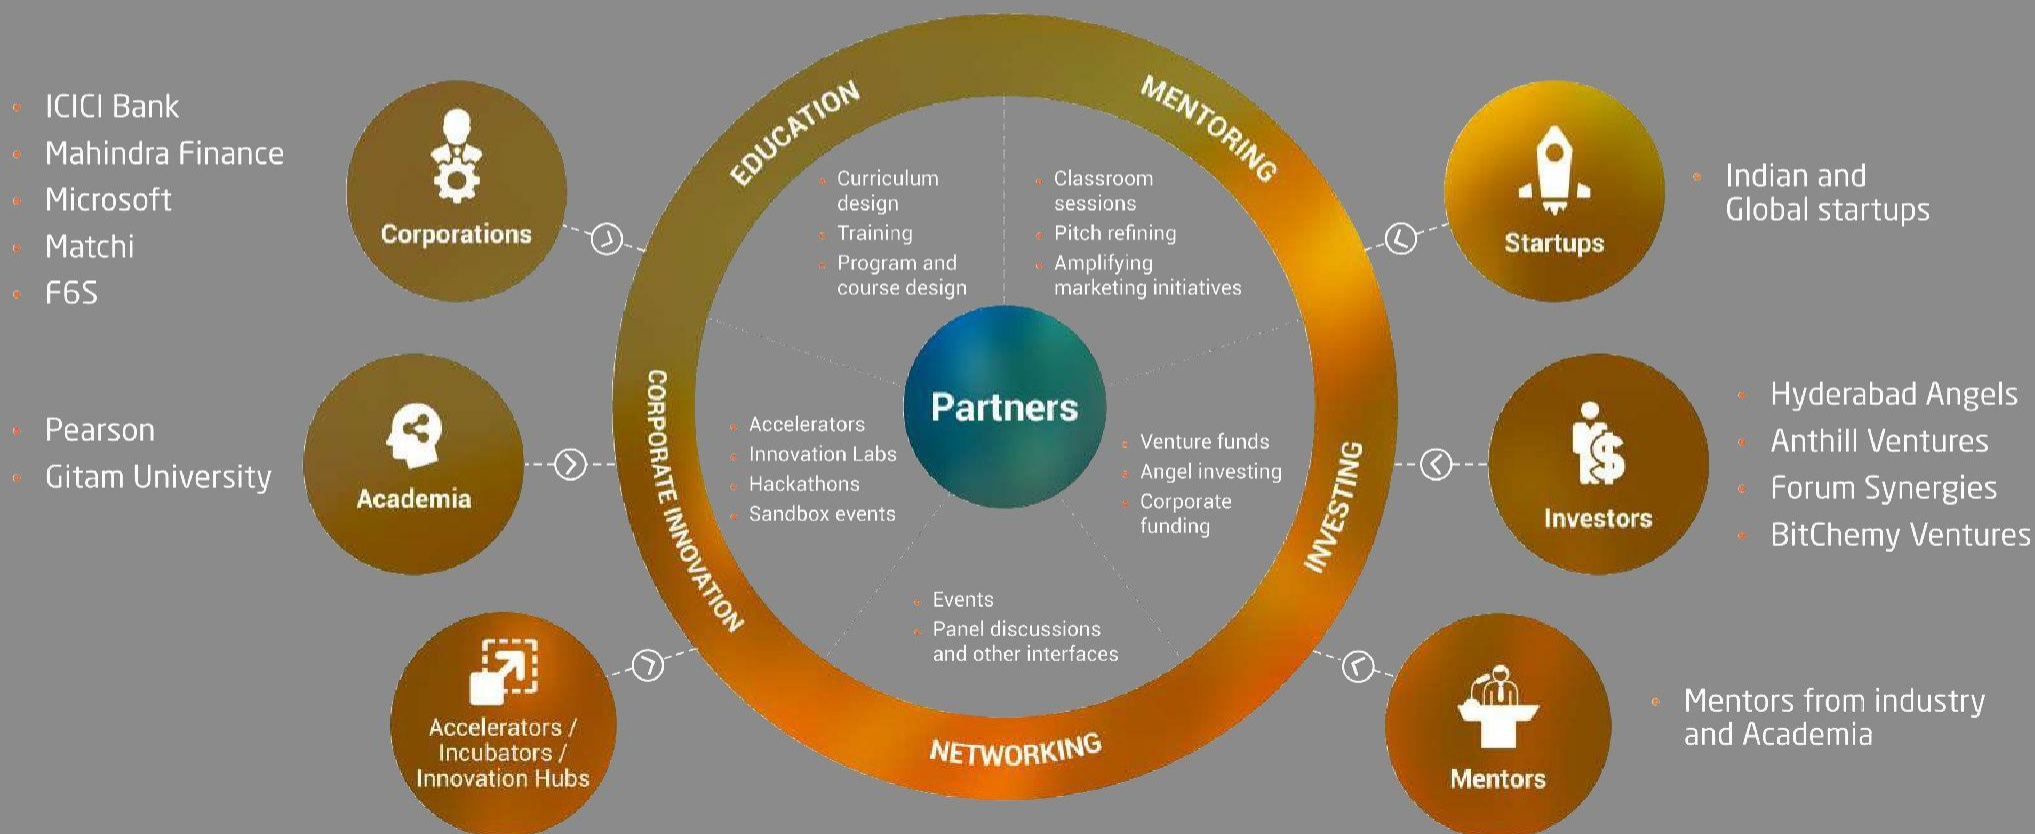 ICICI Bank
Mahindra Finance
Microsoft
Matchi
F6S
Corporations
Pearson
Gitam University
Academia
Accelerators /
Incubators /
Innovation Hubs
EDUCATION
Curriculum
design
Training
Program and
course design
MENTORING
Classroom
sessions
Pitch refining
Amplifying
marketing initiatives
Partners
CORPORATE INNOVATION
Accelerators
Innovation Labs
Hackathons
Sandbox events
INVESTING
Venture funds
Angel investing
Corporate
funding
Events
Panel discussions
and other interfaces
NETWORKING
Startups
Indian and
Global startups
Investors
Hyderabad Angels
Anthill Ventures
Forum Synergies
BitChemy Ventures
Mentors
Mentors from industry
and Academia